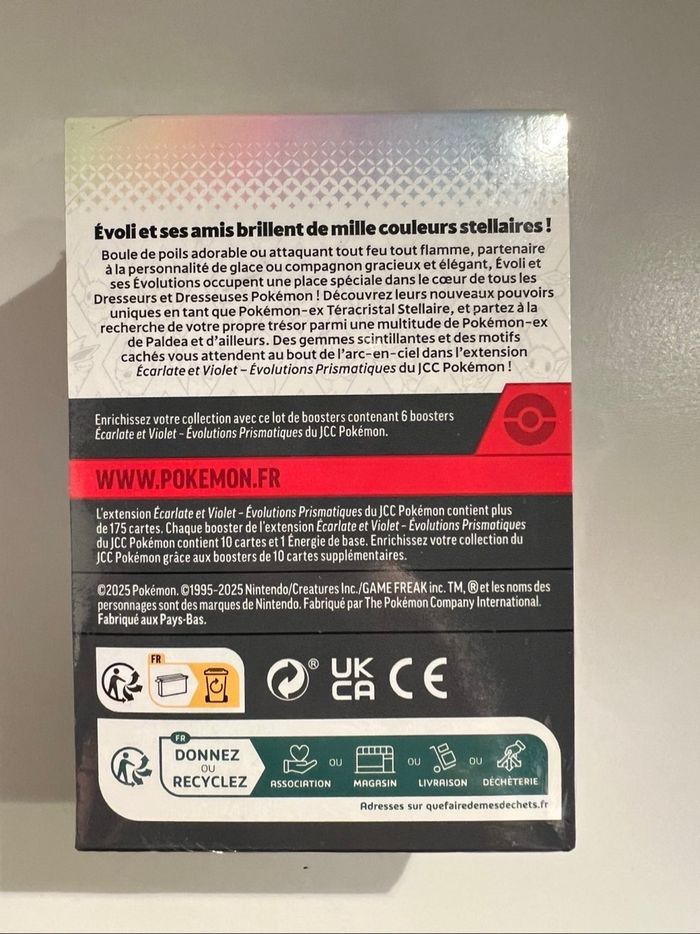 Évoli et ses amis brillent de mille couleurs stellaires !
Boule de poils adorable ou attaquant tout feu tout flamme, partenaire
à la personnalité de glace ou compagnon gracieux et élégant, Évoli et
ses Évolutions occupent une place spéciale dans le cœur de tous les
Dresseurs et Dresseuses Pokémon ! Découvrez leurs nouveaux pouvoirs
uniques en tant que Pokémon-ex Téracristal Stellaire, et partez à la
recherche de votre propre trésor parmi une multitude de Pokémon-ex
de Paldea et d'ailleurs. Des gemmes scintillantes et des motifs
cachés vous attendent au bout de l'arc-en-ciel dans l'extension
Écarlate et Violet – Évolutions Prismatiques du JCC Pokémon !
Enrichissez votre collection avec ce lot de boosters contenant 6 boosters
Écarlate et Violet – Évolutions Prismatiques du JCC Pokémon.
WWW.POKEMON.FR
L'extension Écarlate et Violet – Évolutions Prismatiques du JCC Pokémon contient plus
de 175 cartes. Chaque booster de l'extension Écarlate et Violet – Évolutions Prismatiques
du JCC Pokémon contient 10 cartes et 1 Énergie de base. Enrichissez votre collection du
JCC Pokémon grâce aux boosters de 10 cartes supplémentaires.
©2025 Pokémon. ©1995-2025 Nintendo/Creatures Inc./GAME FREAK inc. TM, ® et les noms des
personnages sont des marques de Nintendo. Fabriqué par The Pokémon Company International.
Fabriqué aux Pays-Bas.
FR
® UK CA CE
FR
DONNEZ
OU
RECYCLEZ
ASSOCIATION OU MAGASIN OU LIVRAISON OU DÉCHÈTERIE
Adresses sur quefairedemesdechets.fr